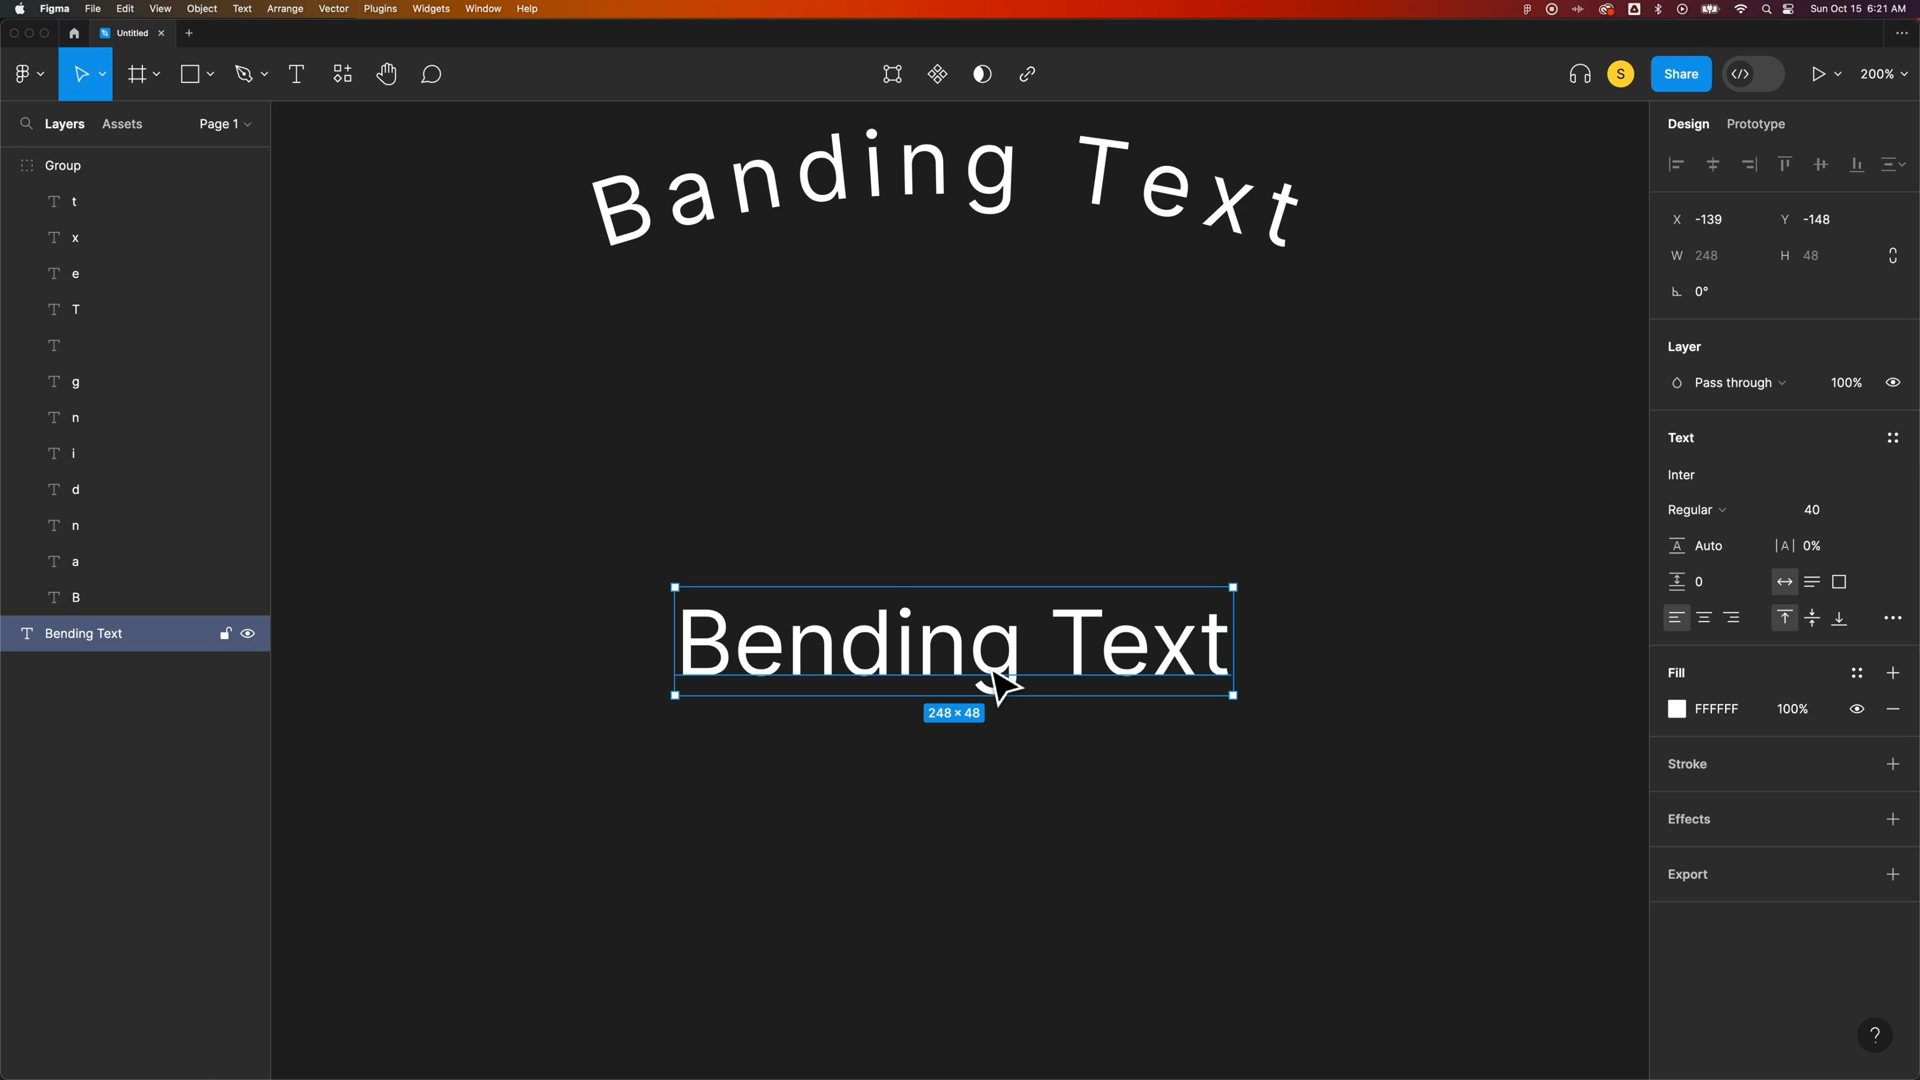 Figma File Edit View Object Text Arrange Vector Plugins Widgets Window Help Sun Oct 15 6:21 AM
Untitled
S Share 200%
Layers Assets Page 1
Group
t
x
e
T
g
n
i
d
n
a
B
Bending Text
Banding Text
Bending Text
248 × 48
Design Prototype
X -139 Y -148
W 248 H 48
0°
Layer
Pass through 100%
Text
Inter
Regular 40
A Auto |A| 0%
0
Fill
FFFFFF 100%
Stroke
Effects
Export
?